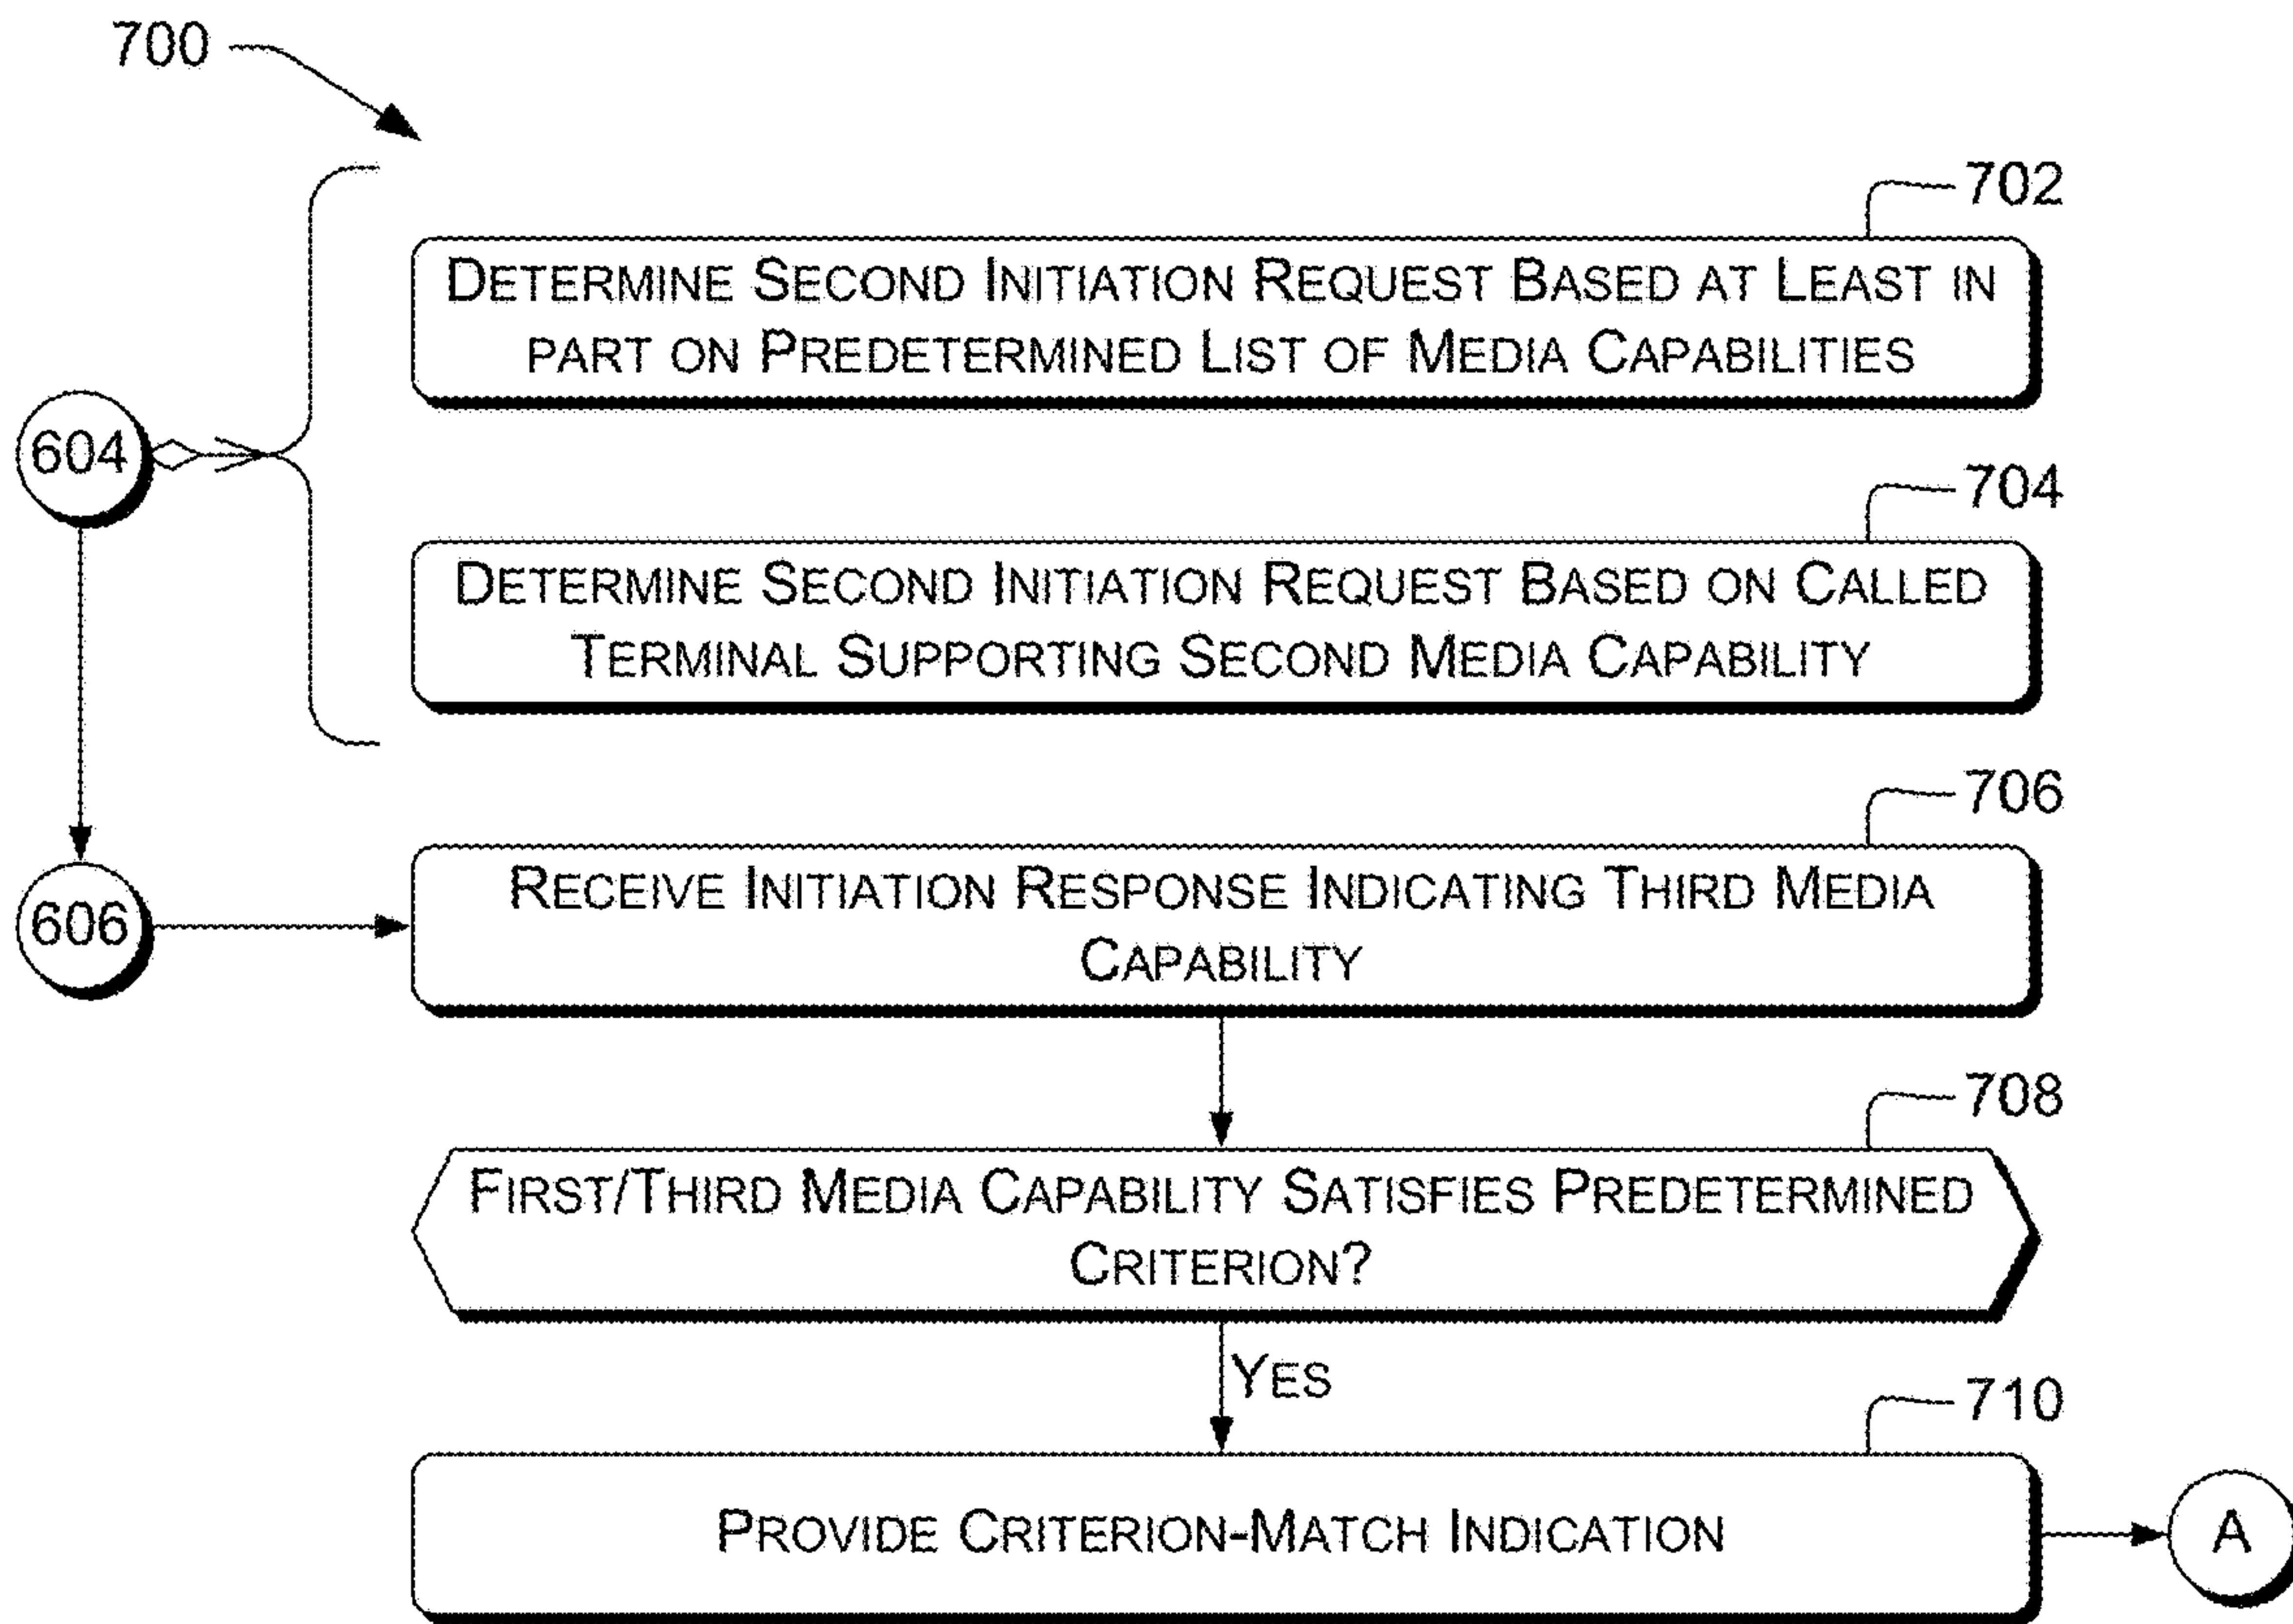 700
702
DETERMINE SECOND INITIATION REQUEST BASED AT LEAST IN
PART ON PREDETERMINED LIST OF MEDIA CAPABILITIES
604
704
DETERMINE SECOND INITIATION REQUEST BASED ON CALLED
TERMINAL SUPPORTING SECOND MEDIA CAPABILITY
706
RECEIVE INITIATION RESPONSE INDICATING THIRD MEDIA
CAPABILITY
606
708
FIRST/THIRD MEDIA CAPABILITY SATISFIES PREDETERMINED
CRITERION?
YES
710
PROVIDE CRITERION-MATCH INDICATION
A